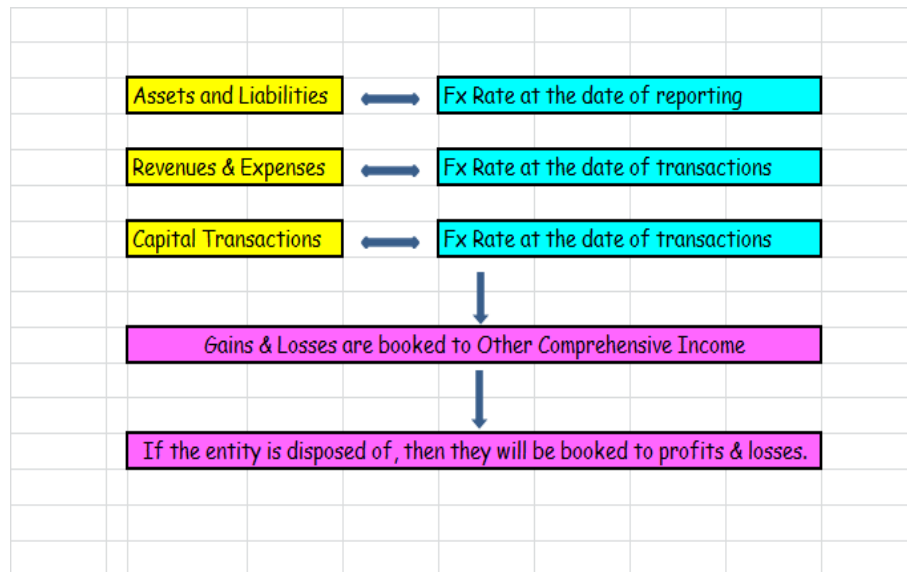 Assets and Liabilities
Fx Rate at the date of reporting
Revenues & Expenses
Fx Rate at the date of transactions
Capital Transactions
Fx Rate at the date of transactions
Gains & Losses are booked to Other Comprehensive Income
If the entity is disposed of, then they will be booked to profits & losses.